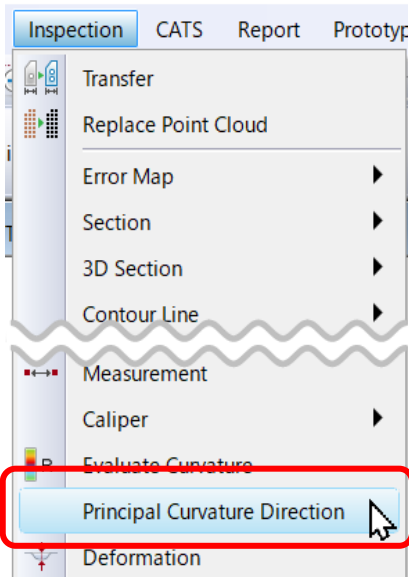 Inspection CATS Report Prototyp
Transfer
Replace Point Cloud
Error Map
Section
3D Section
Contour Line
Measurement
Caliper
Evaluate Curvature
Principal Curvature Direction
Deformation